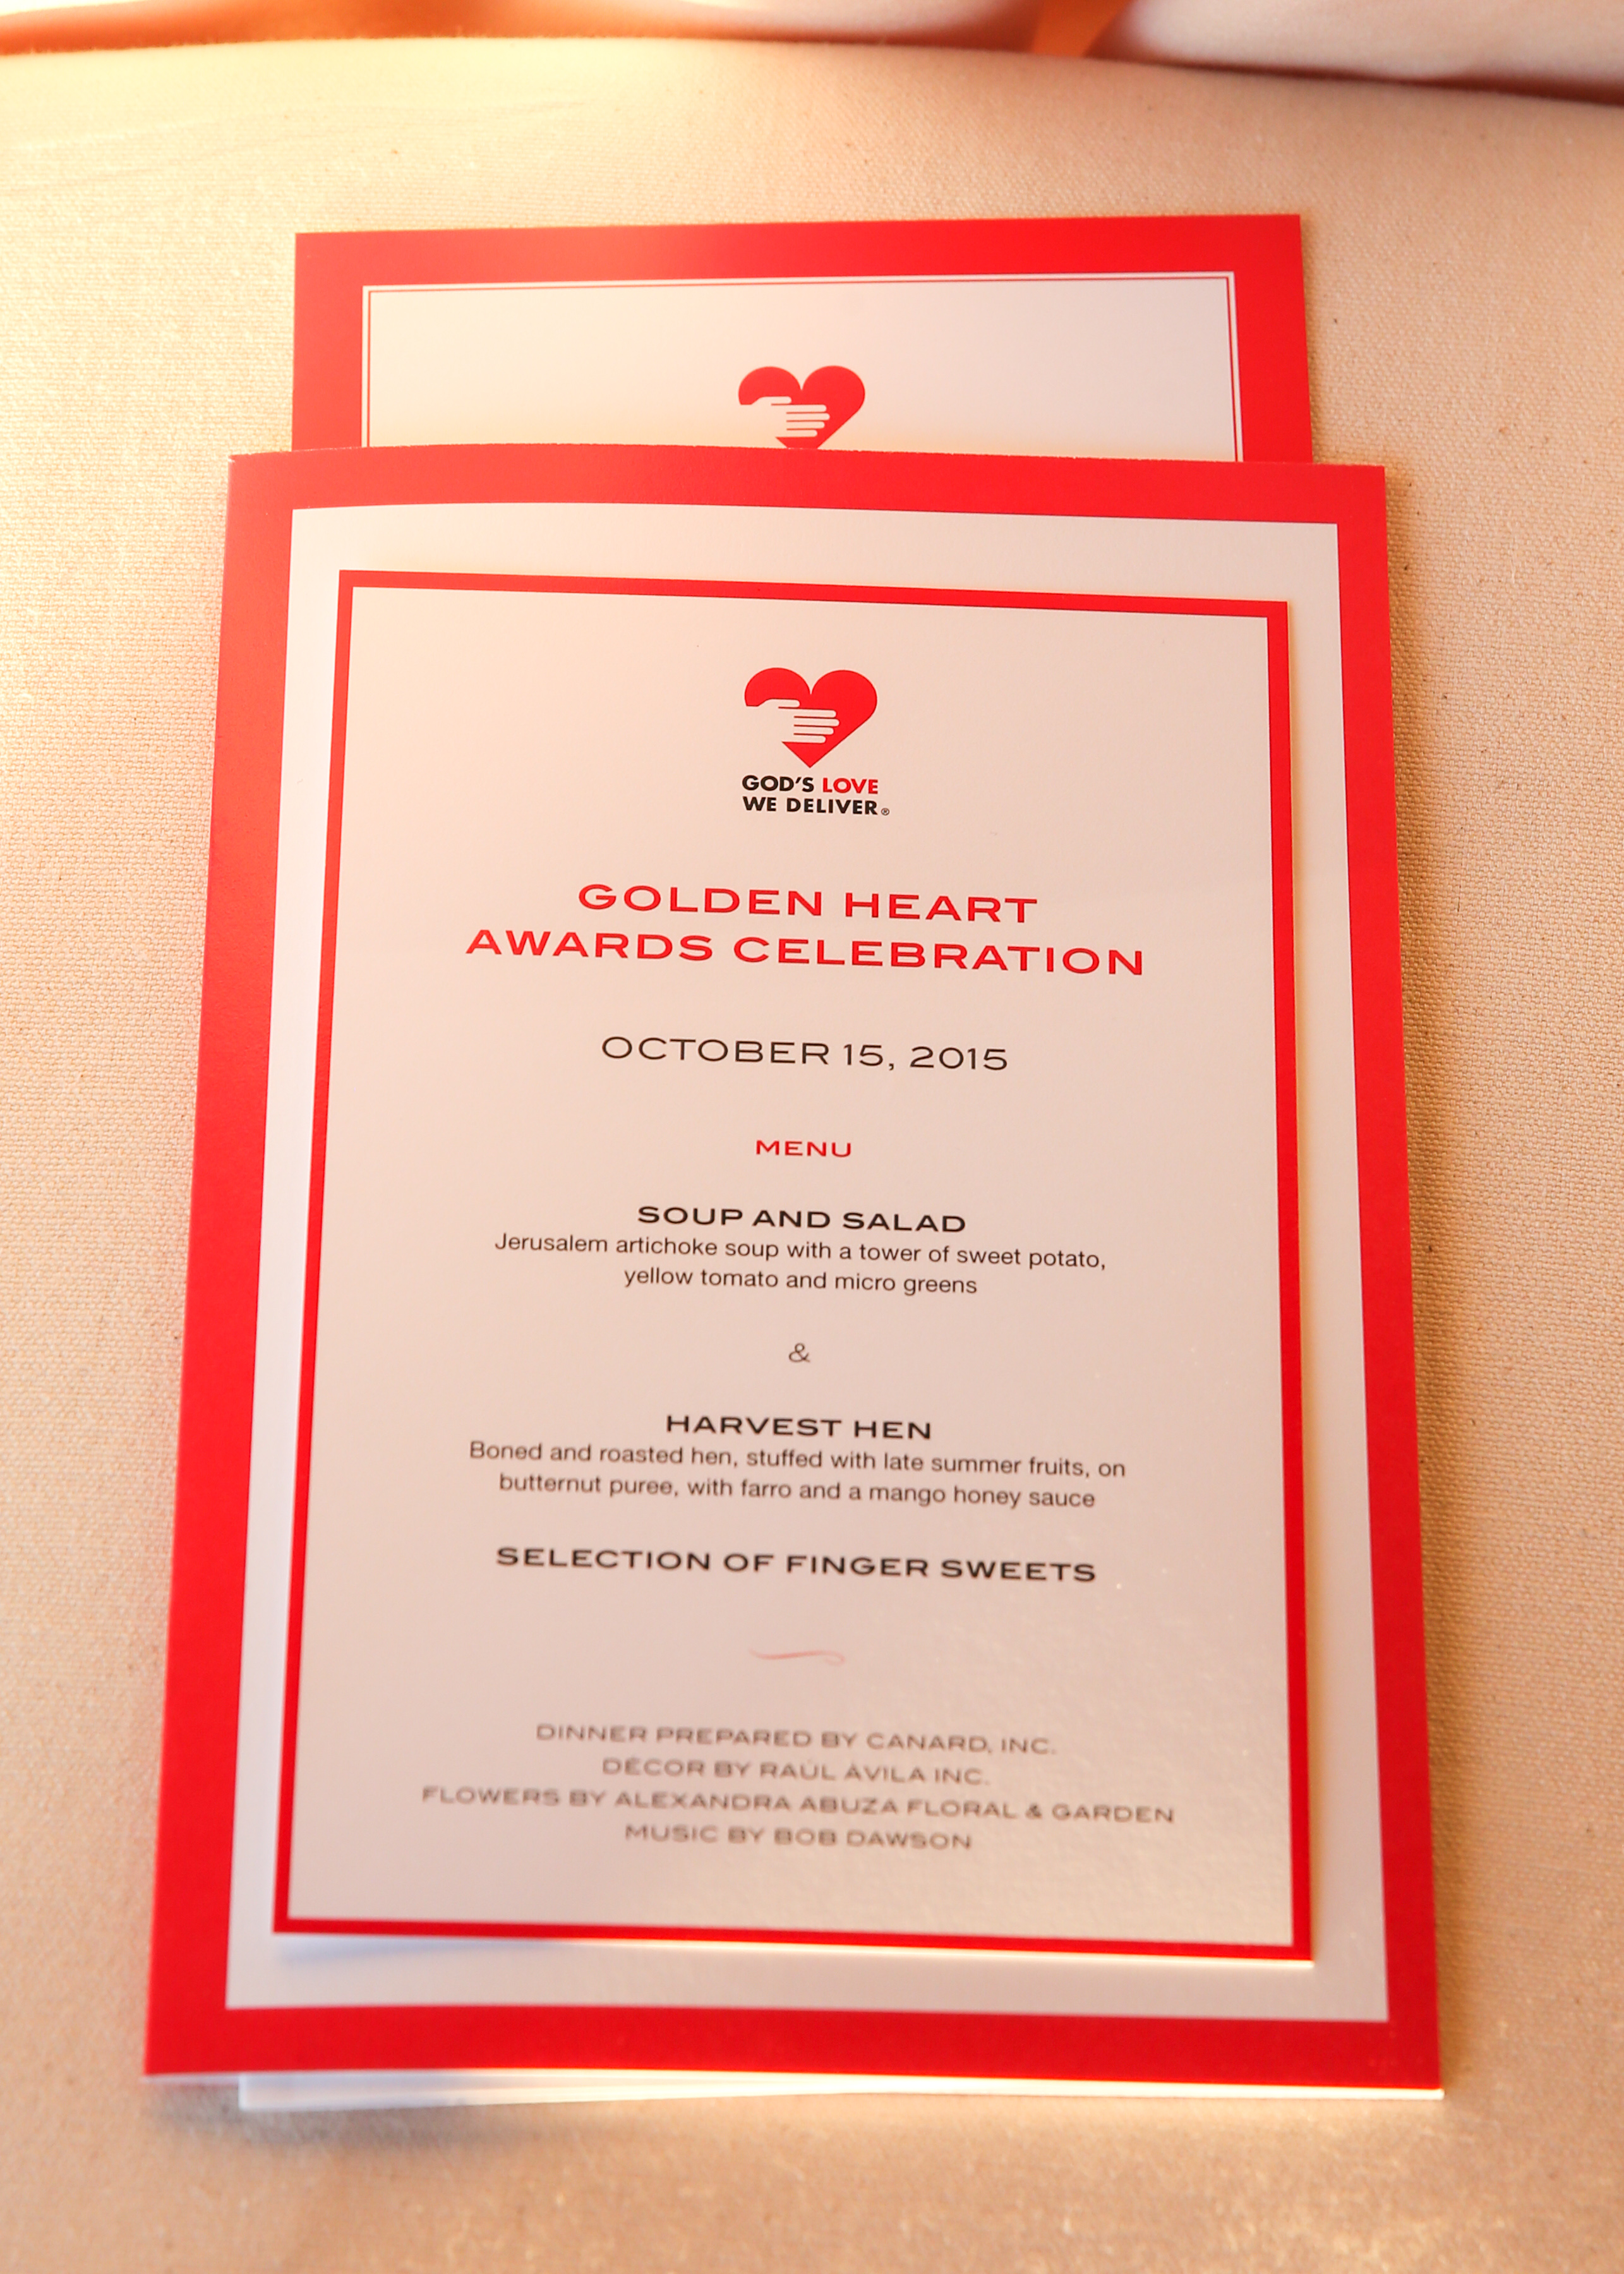 GOD'S LOVE
WE DELIVER®
GOLDEN HEART
AWARDS CELEBRATION
OCTOBER 15, 2015
MENU
SOUP AND SALAD
Jerusalem artichoke soup with a tower of sweet potato,
yellow tomato and micro greens
&
HARVEST HEN
Boned and roasted hen, stuffed with late summer fruits, on
butternut puree, with farro and a mango honey sauce
SELECTION OF FINGER SWEETS
DINNER PREPARED BY CANARD, INC.
DÉCOR BY RAÚL ÁVILA INC.
FLOWERS BY ALEXANDRA ABUZA FLORAL & GARDEN
MUSIC BY BOB DAWSON